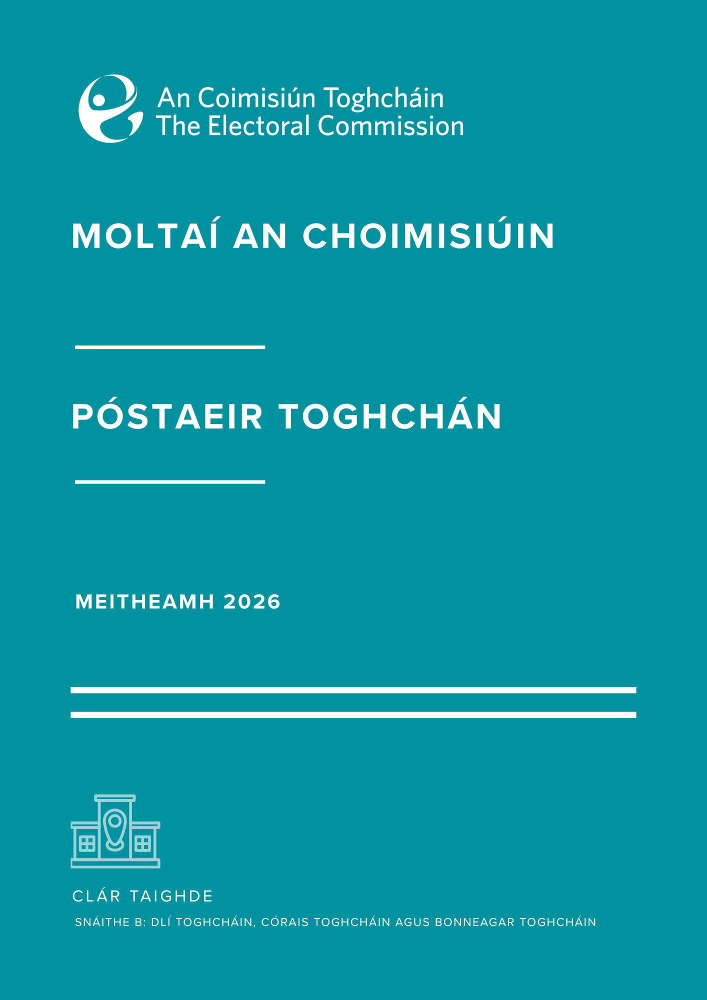 An Coimisiún Toghcháin
The Electoral Commission
MOLTAÍ AN CHOIMISIÚIN
PÓSTAEIR TOGHCHÁN
MEITHEAMH 2026
CLÁR TAIGHDE
SNÁITHE B: DLÍ TOGHCHÁIN, CÓRAIS TOGHCHÁIN AGUS BONNEAGAR TOGHCHÁIN